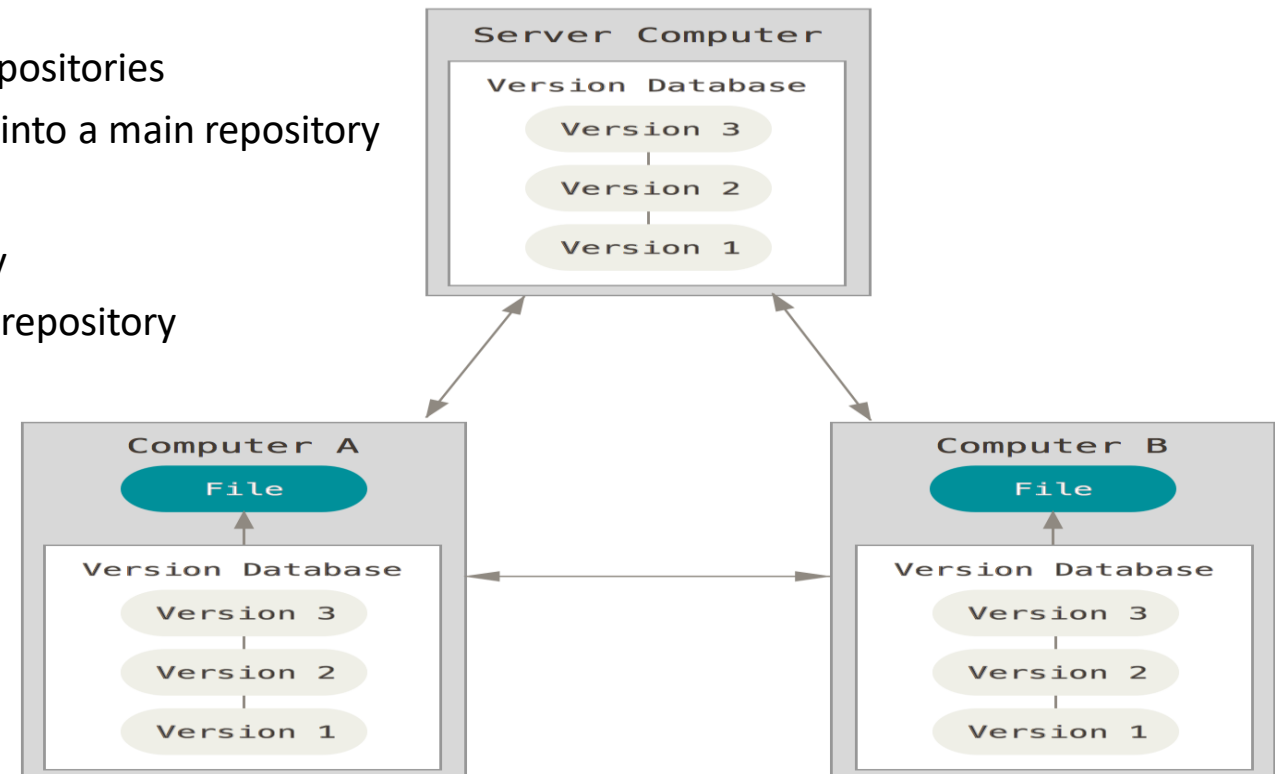 positories
into a main repository
y
repository
Server Computer
Version Database
Version 3
Version 2
Version 1
Computer A
File
Version Database
Version 3
Version 2
Version 1
Computer B
File
Version Database
Version 3
Version 2
Version 1